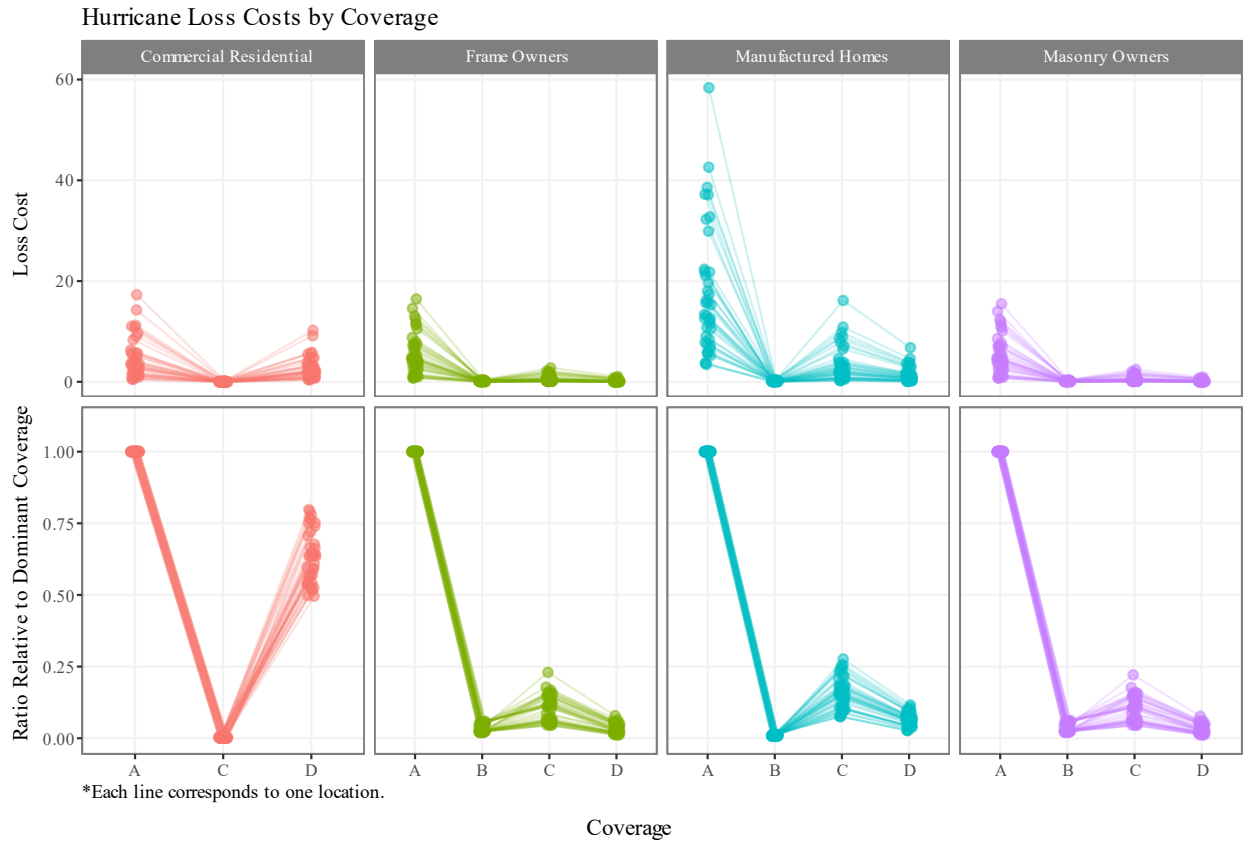 Hurricane Loss Costs by Coverage
Commercial Residential
Frame Owners
Manufactured Homes
Masonry Owners
Loss Cost
60
40
20
0
Ratio Relative to Dominant Coverage
1.00
0.75
0.50
0.25
0.00
A C D
A B C D
A B C D
A B C D
*Each line corresponds to one location.
Coverage